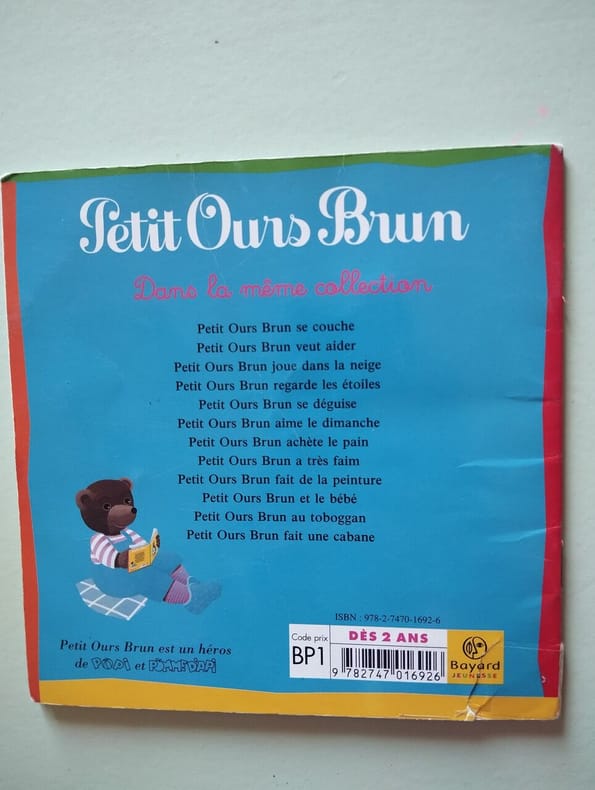 Petit Ours Brun
Dans la même collection
Petit Ours Brun se couche
Petit Ours Brun veut aider
Petit Ours Brun joue dans la neige
Petit Ours Brun regarde les étoiles
Petit Ours Brun se déguise
Petit Ours Brun aime le dimanche
Petit Ours Brun achète le pain
Petit Ours Brun a très faim
Petit Ours Brun fait de la peinture
Petit Ours Brun et le bébé
Petit Ours Brun au toboggan
Petit Ours Brun fait une cabane
Petit Ours Brun est un héros
de POPI et POMME D'API
ISBN : 978-2-7470-1692-6
Code prix
BP1
DÈS 2 ANS
9782747016926
Bayard
JEUNESSE